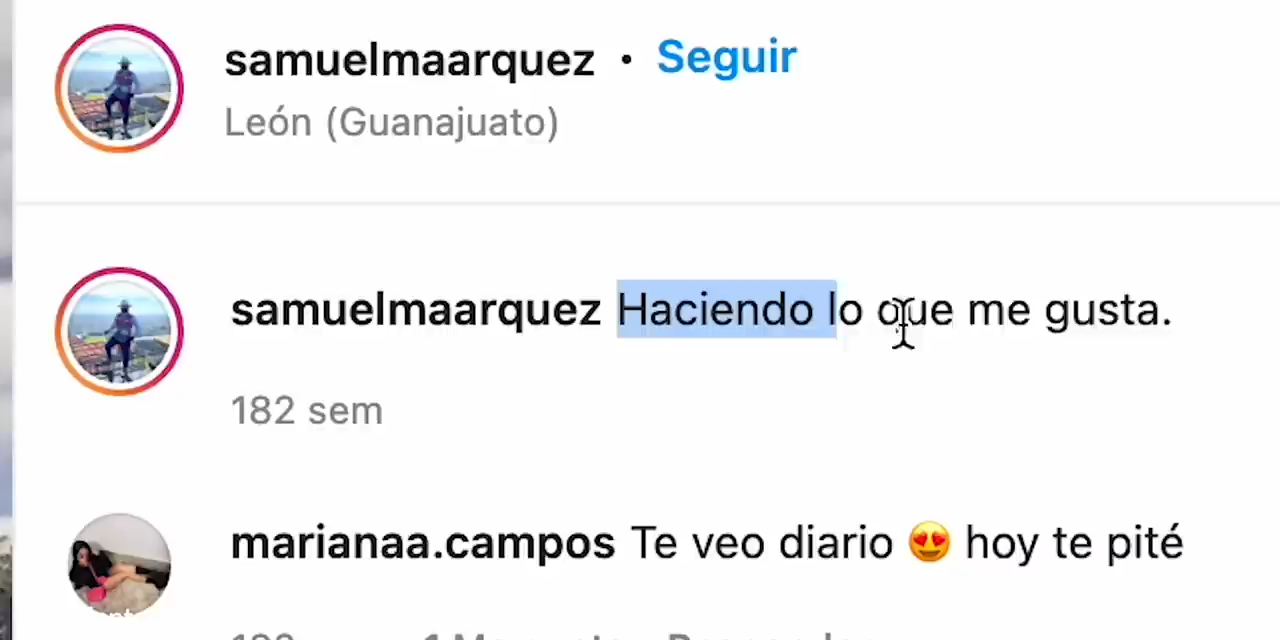 samuelmaarquez • Seguir
León (Guanajuato)
samuelmaarquez Haciendo lo que me gusta.
182 sem
marianaa.campos Te veo diario 😍 hoy te pité